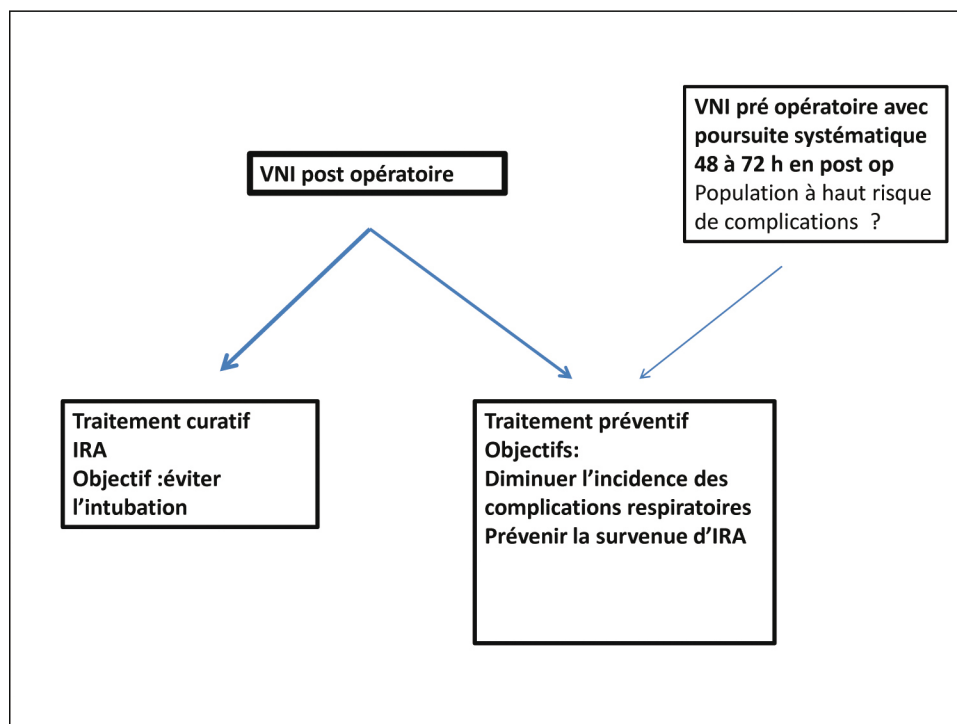 VNI post opératoire
VNI pré opératoire avec
poursuite systématique
48 à 72 h en post op
Population à haut risque
de complications  ?
Traitement curatif
IRA
Objectif :éviter
l’intubation
Traitement préventif
Objectifs:
Diminuer l’incidence des
complications respiratoires
Prévenir la survenue d’IRA